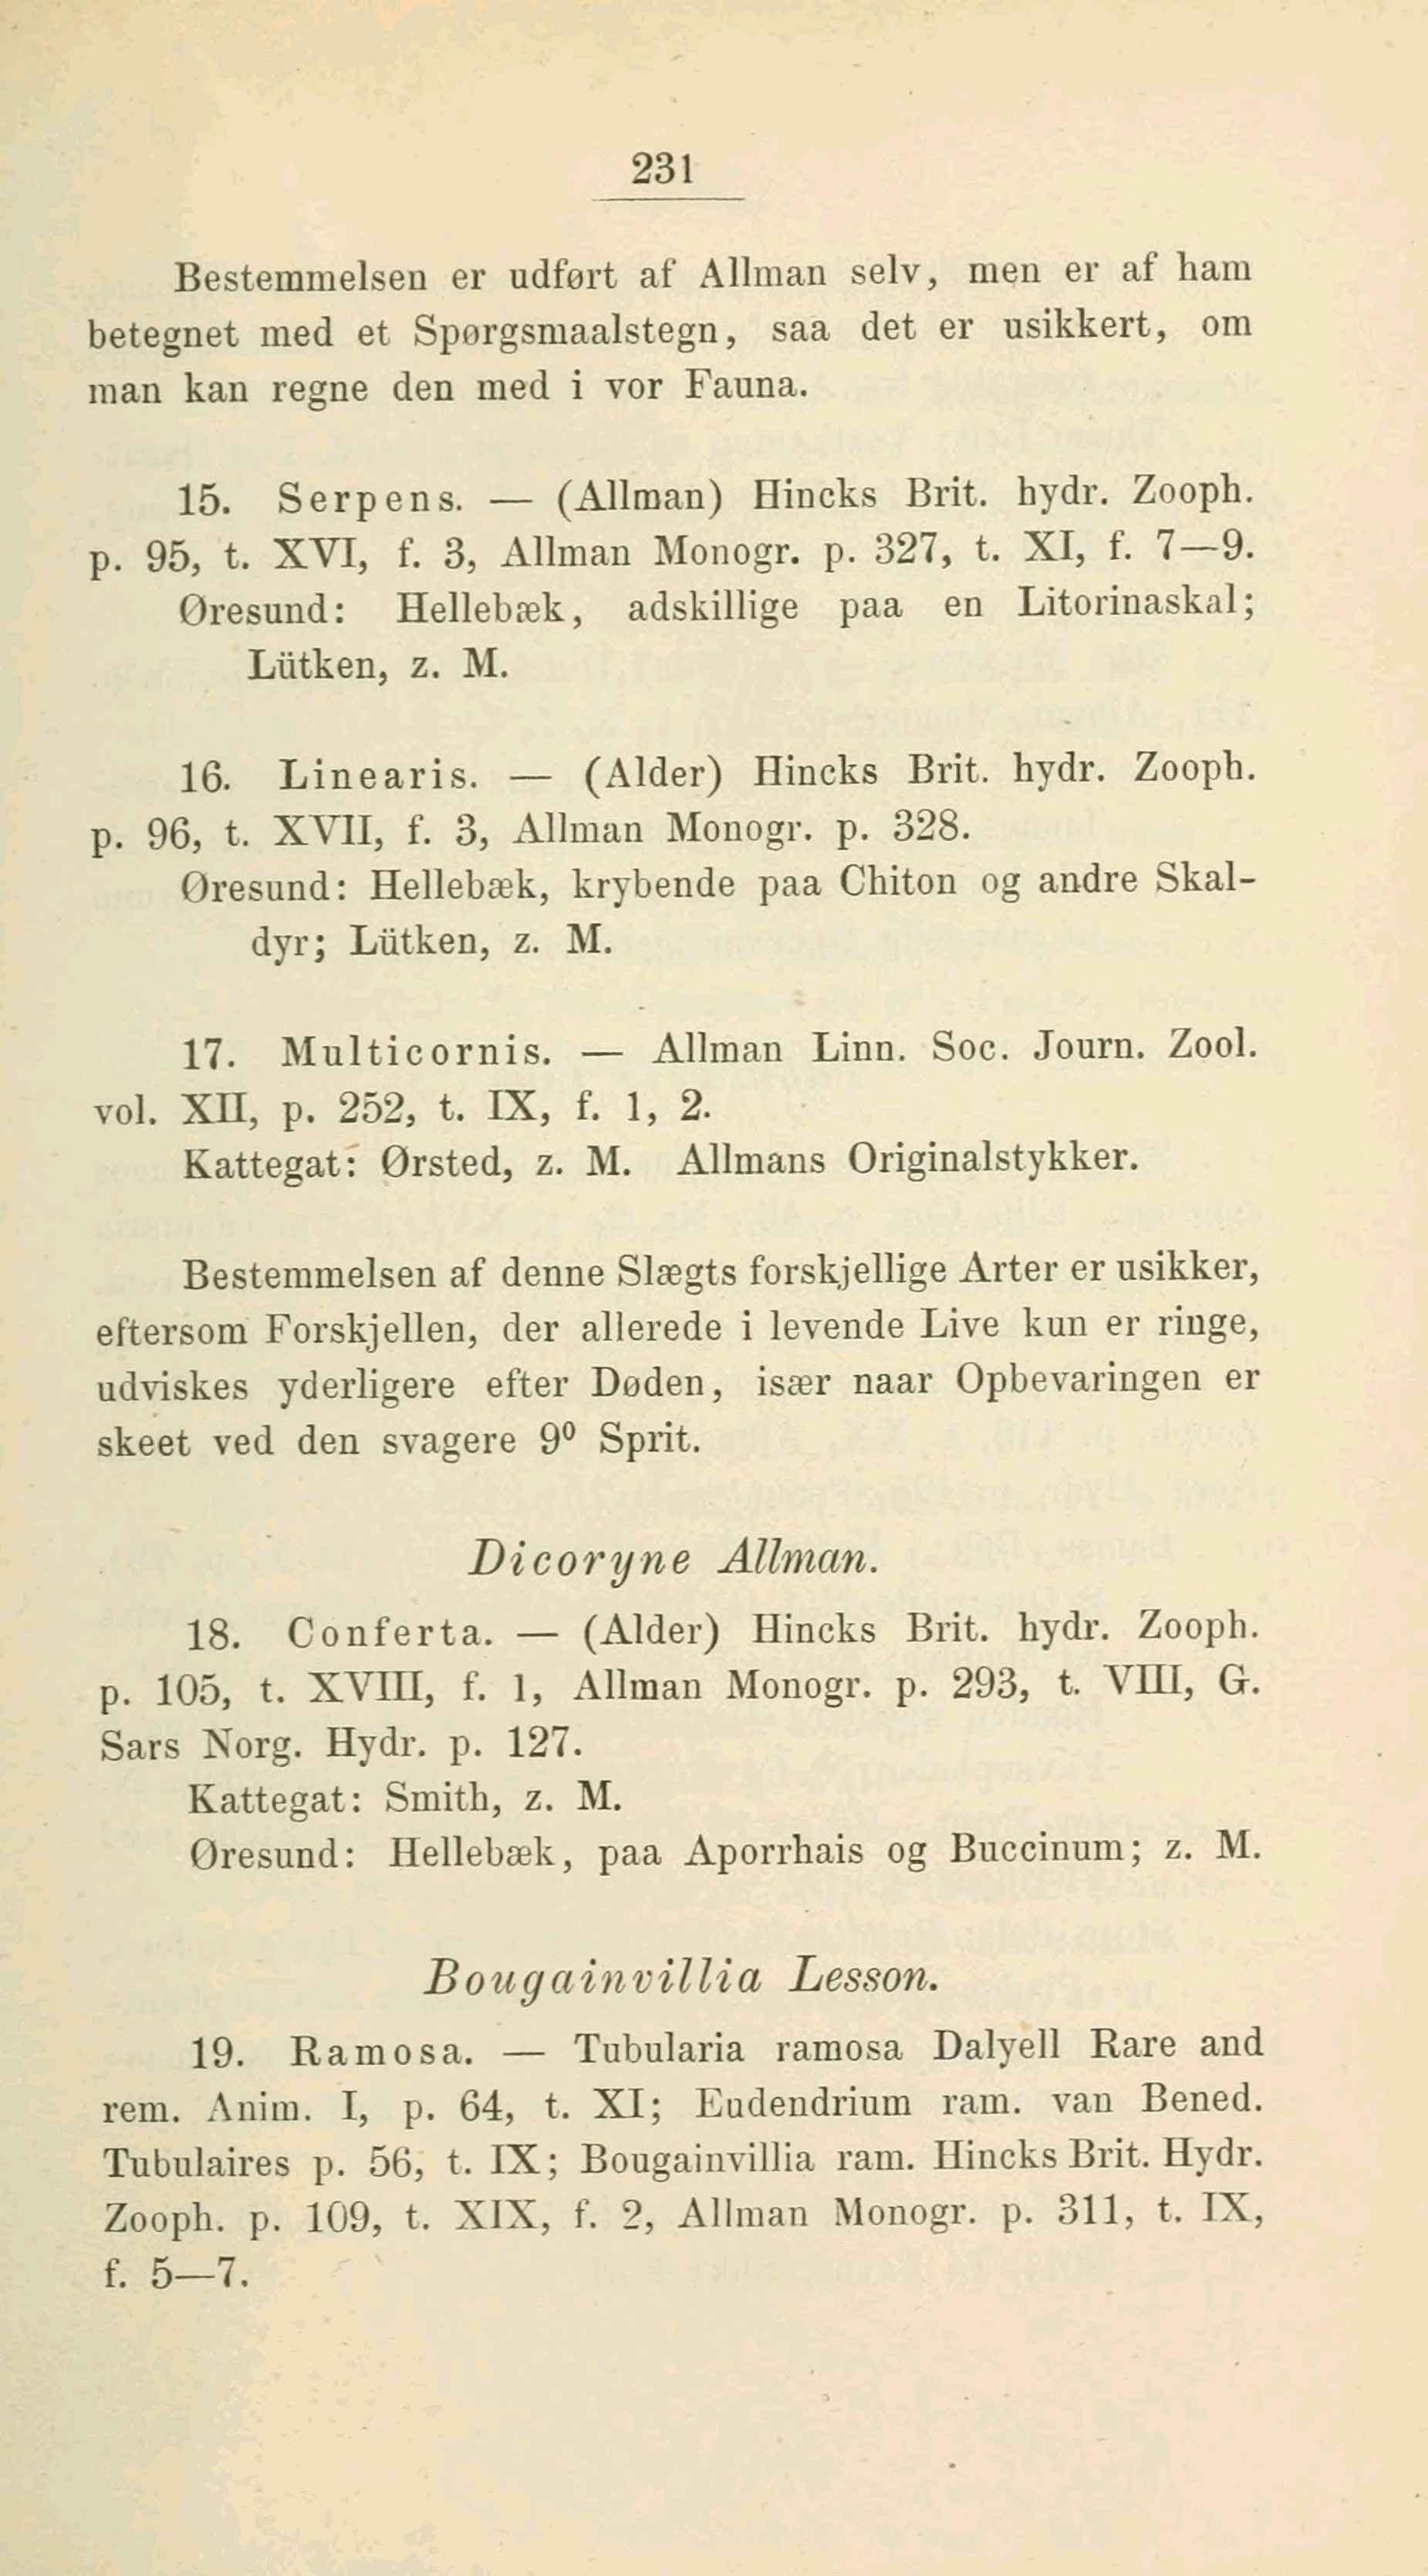 231
Bestemmelsen er udført af Allman selv, men er af ham
betegnet med et Spørgsmaalstegn, saa det er usikkert, om
man kan regne den med i vor Fauna.
15. Serpens. — (Allman) Hincks Brit. hydr. Zooph.
p. 95, t. XVI, f. 3, Allman Monogr. p. 327, t. XI, f. 7—9.
Øresund: Hellebæk, adskillige paa en Litorinaskal;
Lütken, z. M.
16. Linearis. — (Alder) Hincks Brit. hydr. Zooph.
p. 96, t. XVII, f. 3, Allman Monogr. p. 328.
Øresund: Hellebæk, krybende paa Chiton og andre Skal-
dyr; Lütken, z. M.
17. Multicornis. — Allman Linn. Soc. Journ. Zool.
vol. XII, p. 252, t. IX, f. 1, 2.
Kattegat: Ørsted, z. M. Allmans Originalstykker.
Bestemmelsen af denne Slægts forskjellige Arter er usikker,
eftersom Forskjellen, der allerede i levende Live kun er ringe,
udviskes yderligere efter Døden, især naar Opbevaringen er
skeet ved den svagere 9⁰ Sprit.
Dicoryne Allman.
18. Conferta. — (Alder) Hincks Brit. hydr. Zooph.
p. 105, t. XVIII, f. 1, Allman Monogr. p. 293, t. VIII, G.
Sars Norg. Hydr. p. 127.
Kattegat: Smith, z. M.
Øresund: Hellebæk, paa Aporrhais og Buccinum; z. M.
Bougainvillia Lesson.
19. Ramosa. — Tubularia ramosa Dalyell Rare and
rem. Anim. I, p. 64, t. XI; Eudendrium ram. van Bened.
Tubulaires p. 56, t. IX; Bougainvillia ram. Hincks Brit. Hydr.
Zooph. p. 109, t. XIX, f. 2, Allman Monogr. p. 311, t. IX,
f. 5—7.